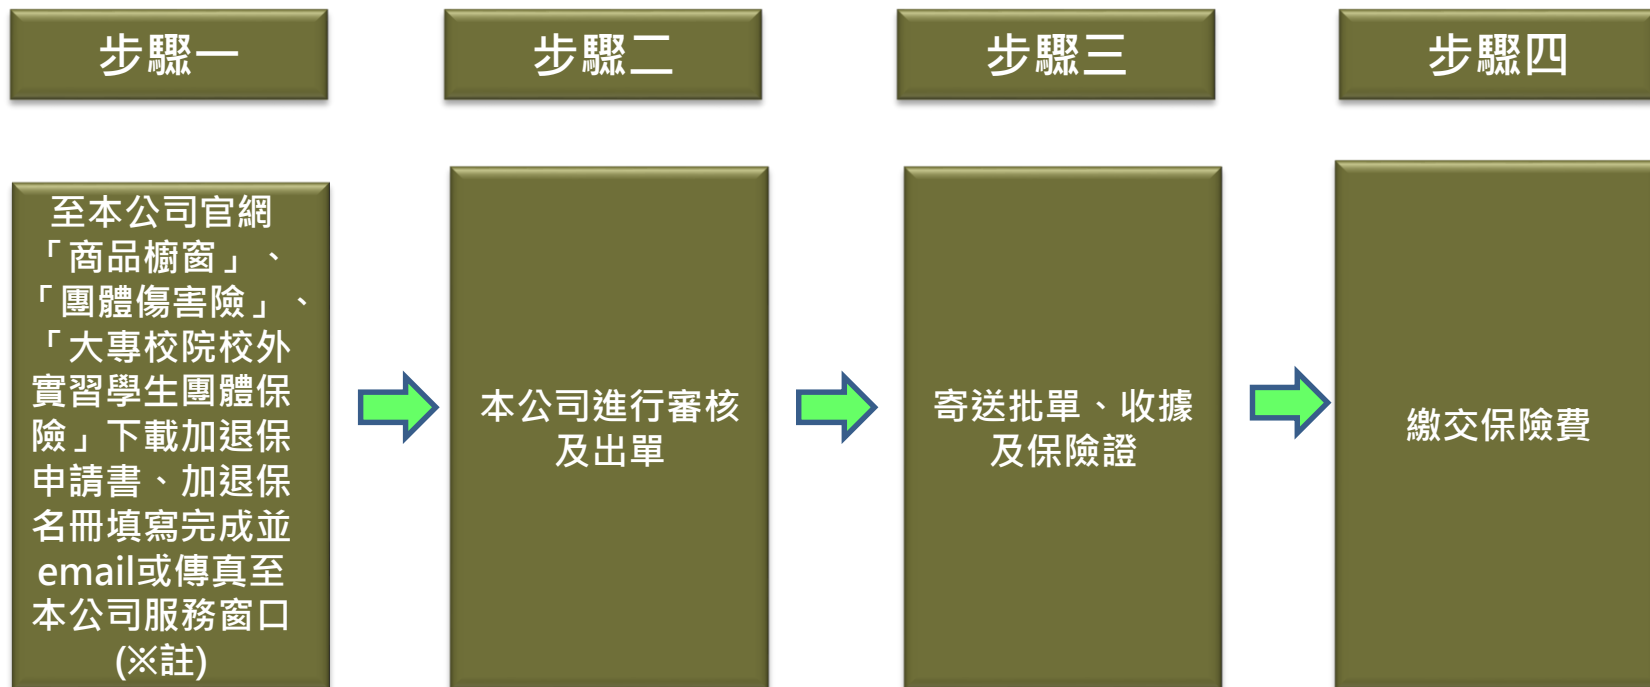 步驟一
至本公司官網
「商品櫥窗」、
「團體傷害險」、
「大專校院校外
實習學生團體保
險」下載加退保
申請書、加退保
名冊填寫完成並
email或傳真至
本公司服務窗口
(※註)
步驟二
本公司進行審核
及出單
步驟三
寄送批單、收據
及保險證
步驟四
繳交保險費